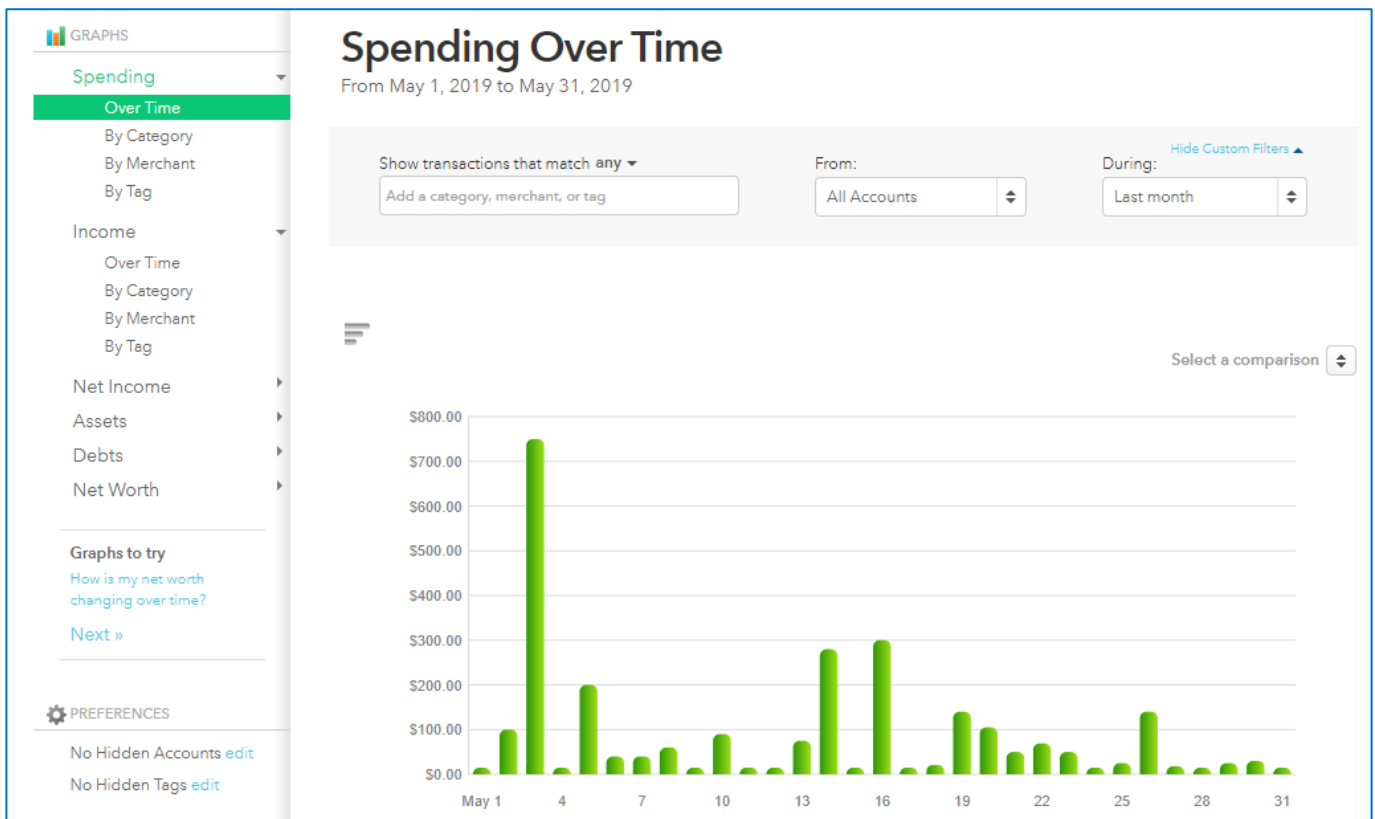 GRAPHS
Spending
Over Time
By Category
By Merchant
By Tag
Income
Over Time
By Category
By Merchant
By Tag
Net Income
Assets
Debts
Net Worth
Graphs to try
How is my net worth
changing over time?
Next »
PREFERENCES
No Hidden Accounts edit
No Hidden Tags edit
Spending Over Time
From May 1, 2019 to May 31, 2019
Hide Custom Filters
Show transactions that match any
From:
During:
Add a category, merchant, or tag
All Accounts
Last month
Select a comparison
$800.00
$700.00
$600.00
$500.00
$400.00
$300.00
$200.00
$100.00
$0.00
May 1 4 7 10 13 16 19 22 25 28 31